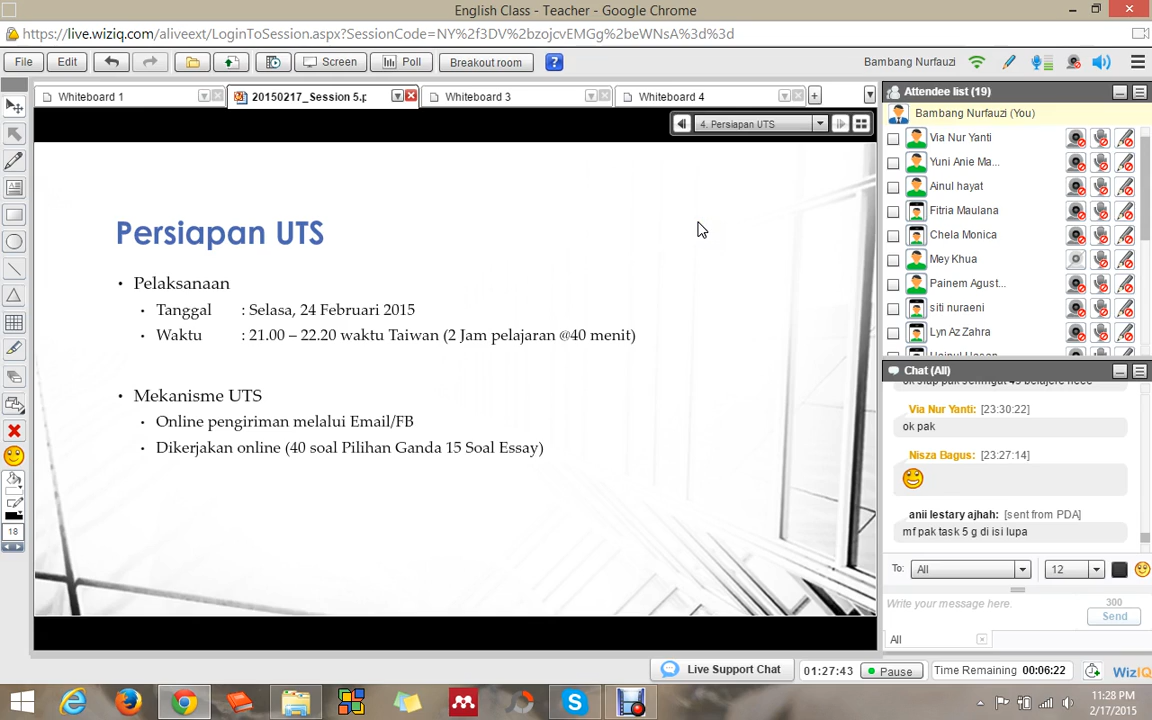 English Class - Teacher - Google Chrome
https://live.wiziq.com/aliveext/LoginToSession.aspx?SessionCode=NY%2f3DV%2bzojcvEMGg%2beWNsA%3d%3d
File Edit Screen Poll Breakout room ? Bambang Nurfauzi
Whiteboard 1 20150217_Session 5.p Whiteboard 3 Whiteboard 4
4. Persiapan UTS
Persiapan UTS
• Pelaksanaan
• Tanggal : Selasa, 24 Februari 2015
• Waktu : 21.00 – 22.20 waktu Taiwan (2 Jam pelajaran @40 menit)
• Mekanisme UTS
• Online pengiriman melalui Email/FB
• Dikerjakan online (40 soal Pilihan Ganda 15 Soal Essay)
18
Attendee list (19)
Bambang Nurfauzi (You)
Via Nur Yanti
Yuni Anie Ma...
Ainul hayat
Fitria Maulana
Chela Monica
Mey Khua
Painem Agust...
siti nuraeni
Lyn Az Zahra
Chat (All)
Via Nur Yanti: [23:30:22]
ok pak
Nisza Bagus: [23:27:14]
anii lestary ajhah: [sent from PDA]
mf pak task 5 g di isi lupa
To: All 12
Write your message here. 300
Send
All
Live Support Chat 01:27:43 Pause Time Remaining 00:06:22 WizIQ
11:28 PM
2/17/2015